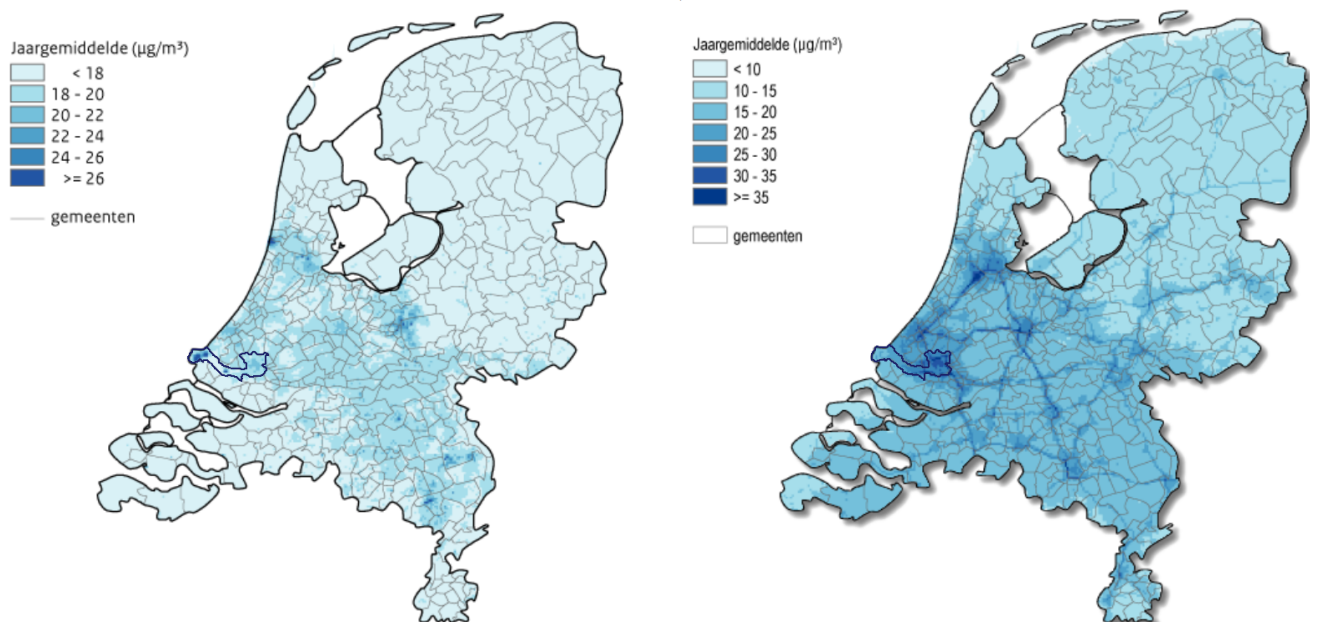 Jaargemiddelde (µg/m³)
< 18
18 - 20
20 - 22
22 - 24
24 - 26
>= 26
gemeenten
Jaargemiddelde (µg/m³)
< 10
10 - 15
15 - 20
20 - 25
25 - 30
30 - 35
>= 35
gemeenten